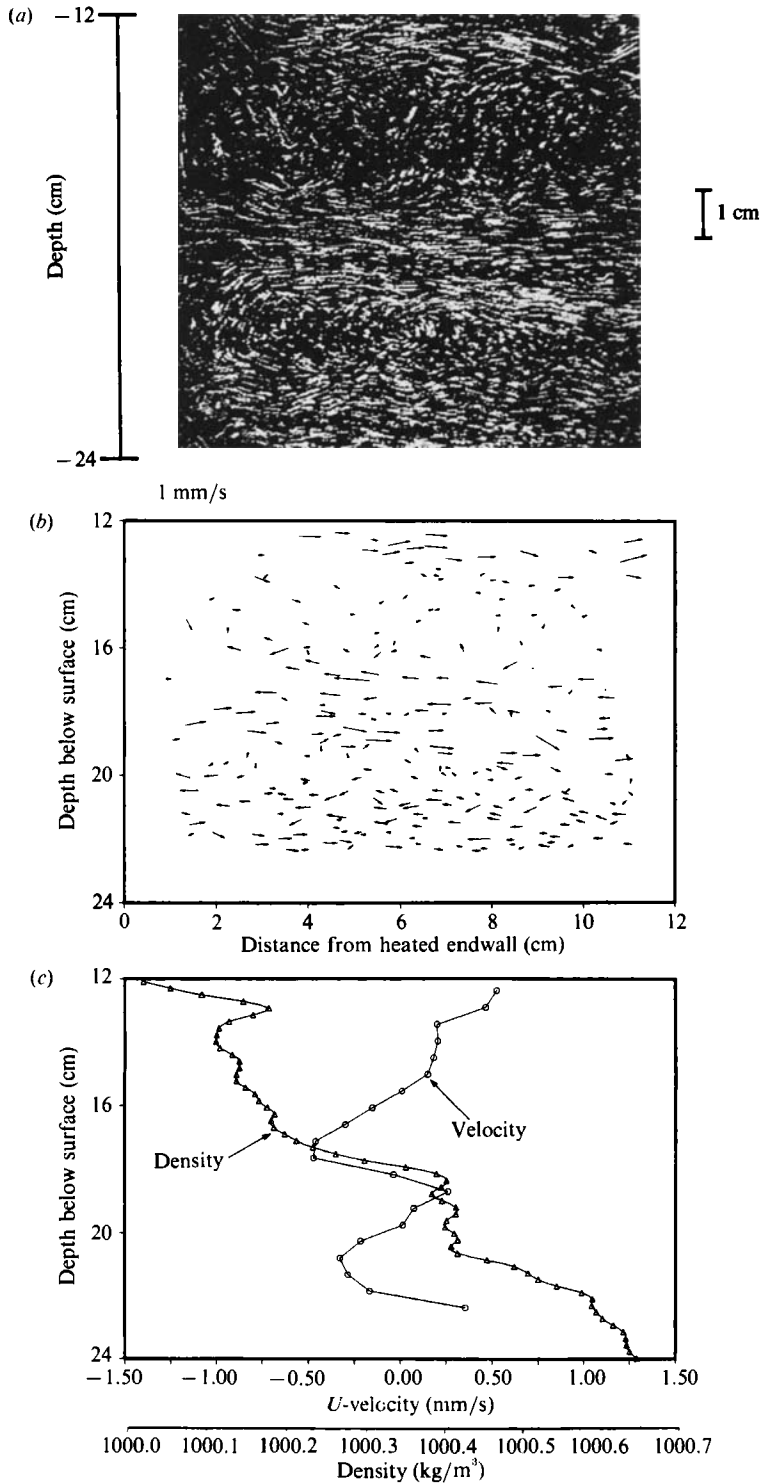 (a)
−12
Depth (cm)
1 cm
−24
1 mm/s
(b)
12
16
20
24
Depth below surface (cm)
0 2 4 6 8 10 12
Distance from heated endwall (cm)
(c)
12
16
20
24
Depth below surface (cm)
Velocity
Density
−1.50 −1.00 −0.50 0.00 0.50 1.00 1.50
U-velocity (mm/s)
1000.0 1000.1 1000.2 1000.3 1000.4 1000.5 1000.6 1000.7
Density (kg/m³)